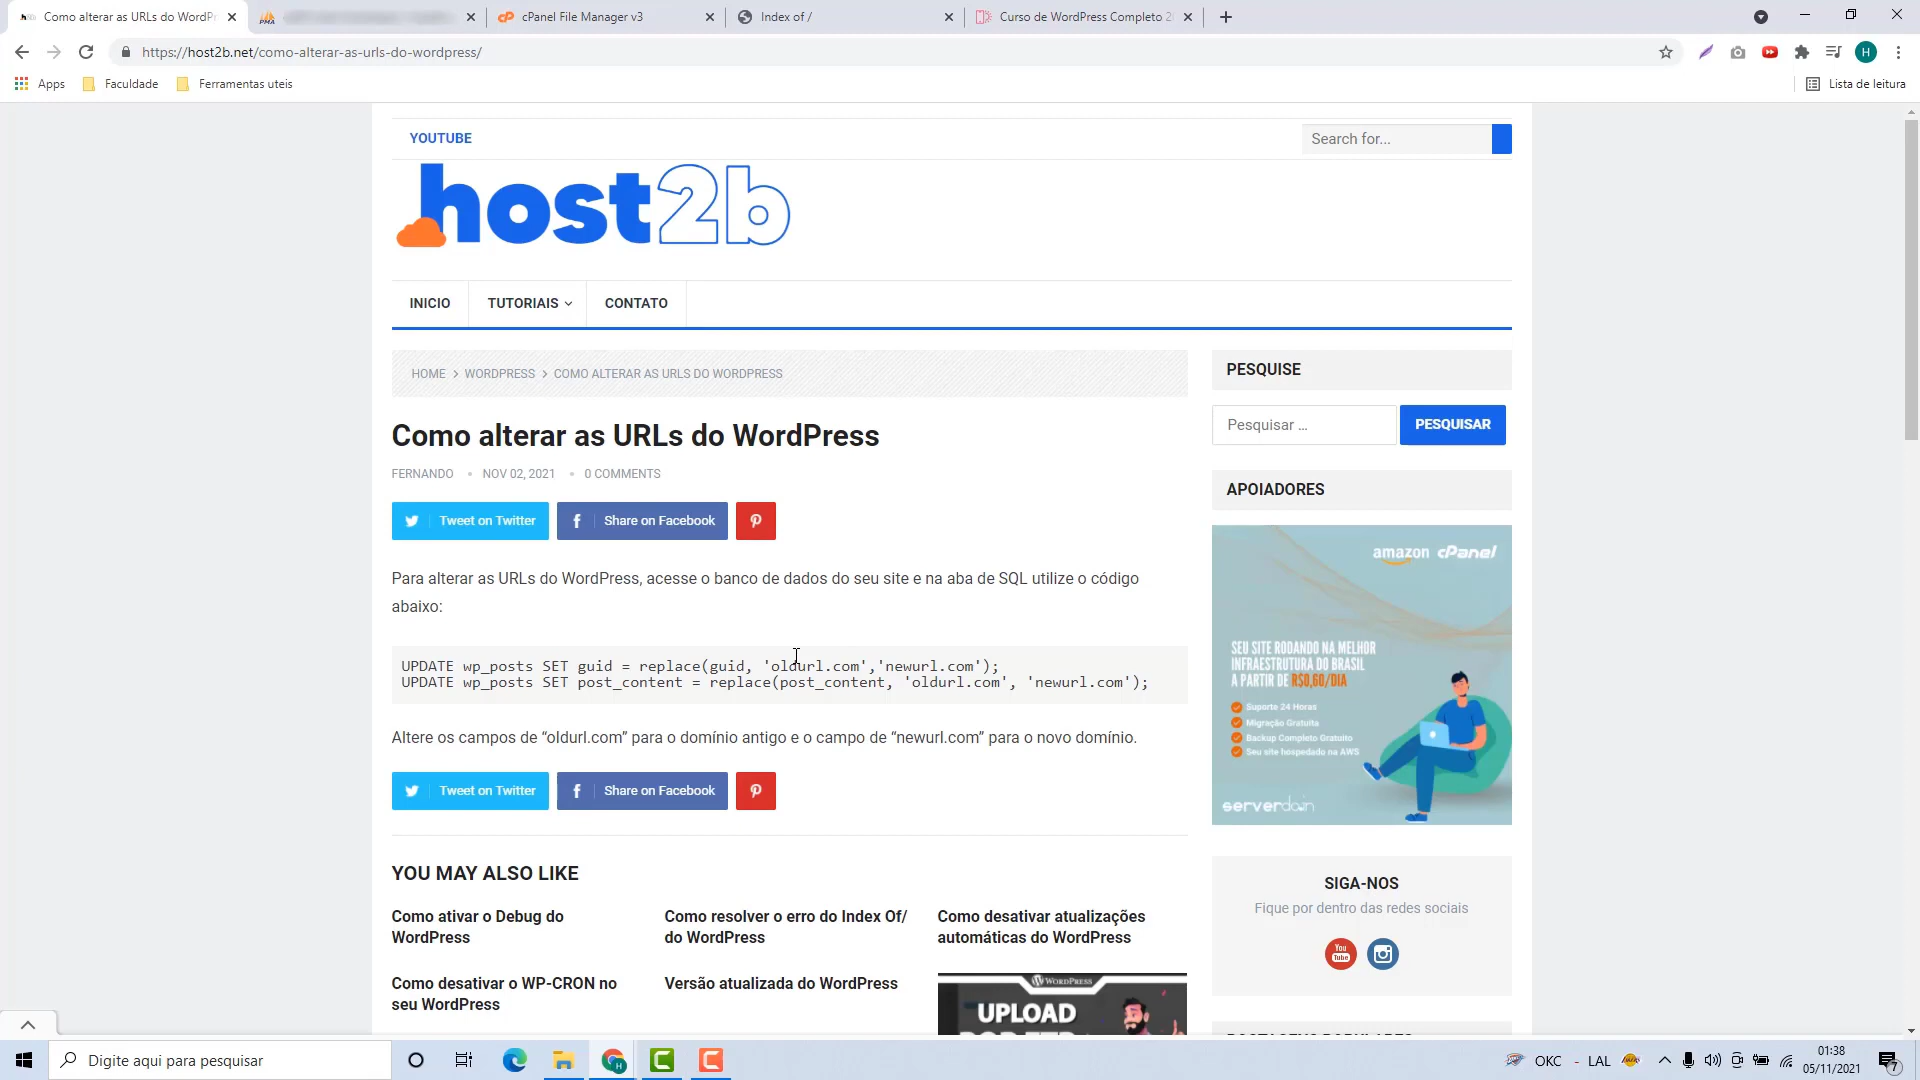 Como alterar as URLs do WordPr
PMA
cPanel File Manager v3
Index of /
Curso de WordPress Completo 2
https://host2b.net/como-alterar-as-urls-do-wordpress/
H
Apps
Faculdade
Ferramentas uteis
Lista de leitura
YOUTUBE
Search for...
host2b
INICIO
TUTORIAIS
CONTATO
HOME > WORDPRESS > COMO ALTERAR AS URLS DO WORDPRESS
Como alterar as URLs do WordPress
FERNANDO • NOV 02, 2021 • 0 COMMENTS
Tweet on Twitter
Share on Facebook
Para alterar as URLs do WordPress, acesse o banco de dados do seu site e na aba de SQL utilize o código
abaixo:
UPDATE wp_posts SET guid = replace(guid, 'oldurl.com','newurl.com');
UPDATE wp_posts SET post_content = replace(post_content, 'oldurl.com', 'newurl.com');
Altere os campos de “oldurl.com” para o domínio antigo e o campo de “newurl.com” para o novo domínio.
Tweet on Twitter
Share on Facebook
YOU MAY ALSO LIKE
Como ativar o Debug do
WordPress
Como resolver o erro do Index Of/
do WordPress
Como desativar atualizações
automáticas do WordPress
Como desativar o WP-CRON no
seu WordPress
Versão atualizada do WordPress
WORDPRESS
UPLOAD
PESQUISE
Pesquisar …
PESQUISAR
APOIADORES
amazon cPanel
SEU SITE RODANDO NA MELHOR
INFRAESTRUTURA DO BRASIL
A PARTIR DE R$0,60/DIA
Suporte 24 Horas
Migração Gratuita
Backup Completo Gratuito
Seu site hospedado na AWS
serverdo.in
SIGA-NOS
Fique por dentro das redes sociais
You
Tube
Digite aqui para pesquisar
OKC - LAL
01:38
05/11/2021
7